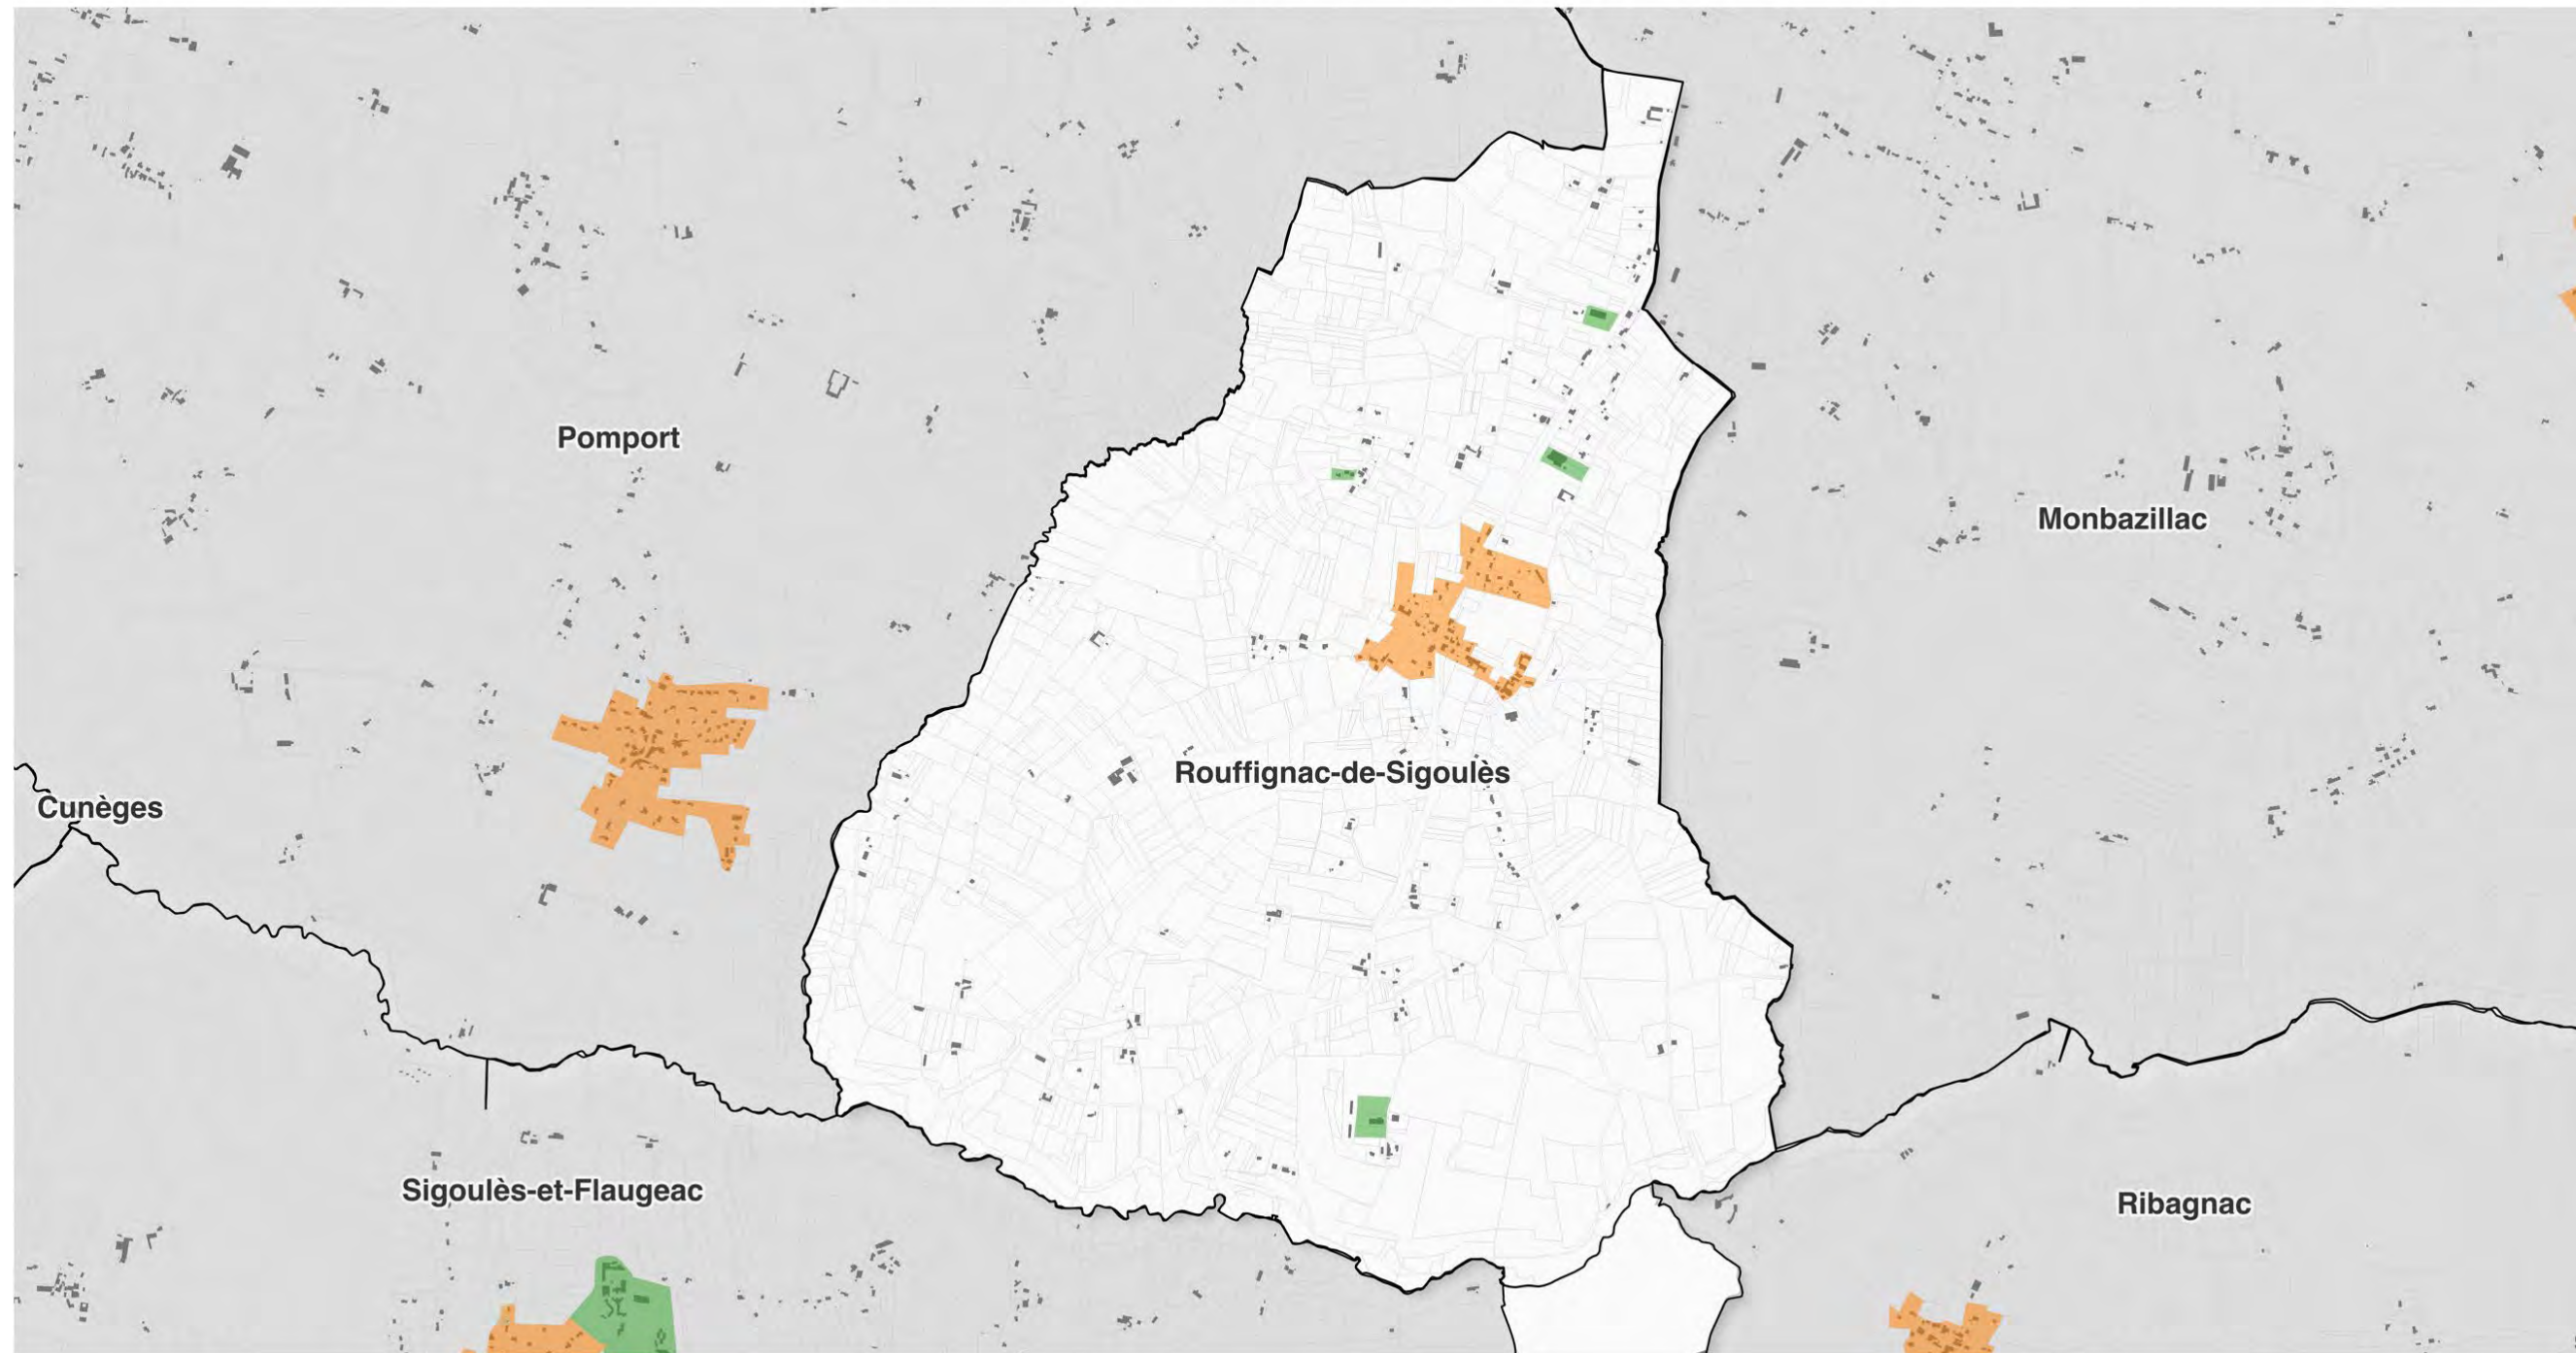 Pomport
Monbazillac
Rouffignac-de-Sigoulès
Cunèges
Sigoulès-et-Flaugeac
Ribagnac